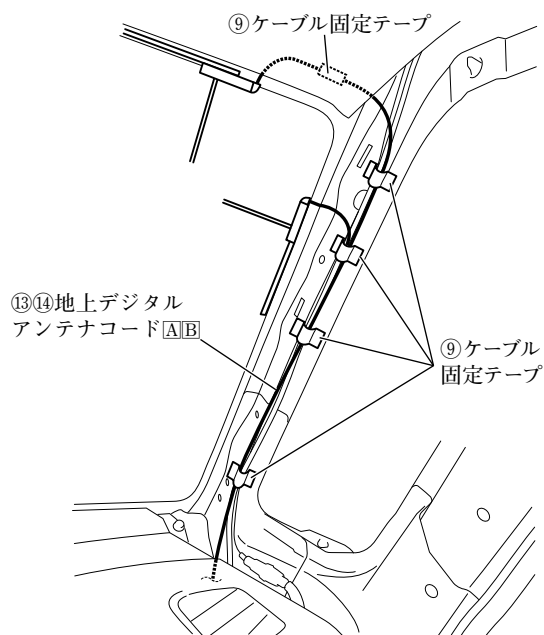 ⑨ケーブル固定テープ
⑬⑭地上デジタル
アンテナコード🄰🄱
⑨ケーブル
固定テープ